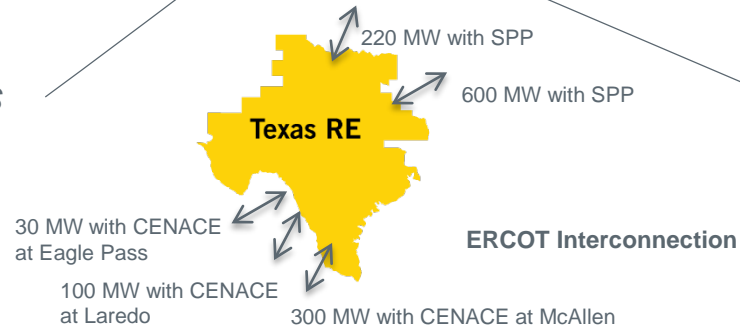 220 MW with SPP
600 MW with SPP
Texas RE
30 MW with CENACE
at Eagle Pass
ERCOT Interconnection
100 MW with CENACE
at Laredo
300 MW with CENACE at McAllen